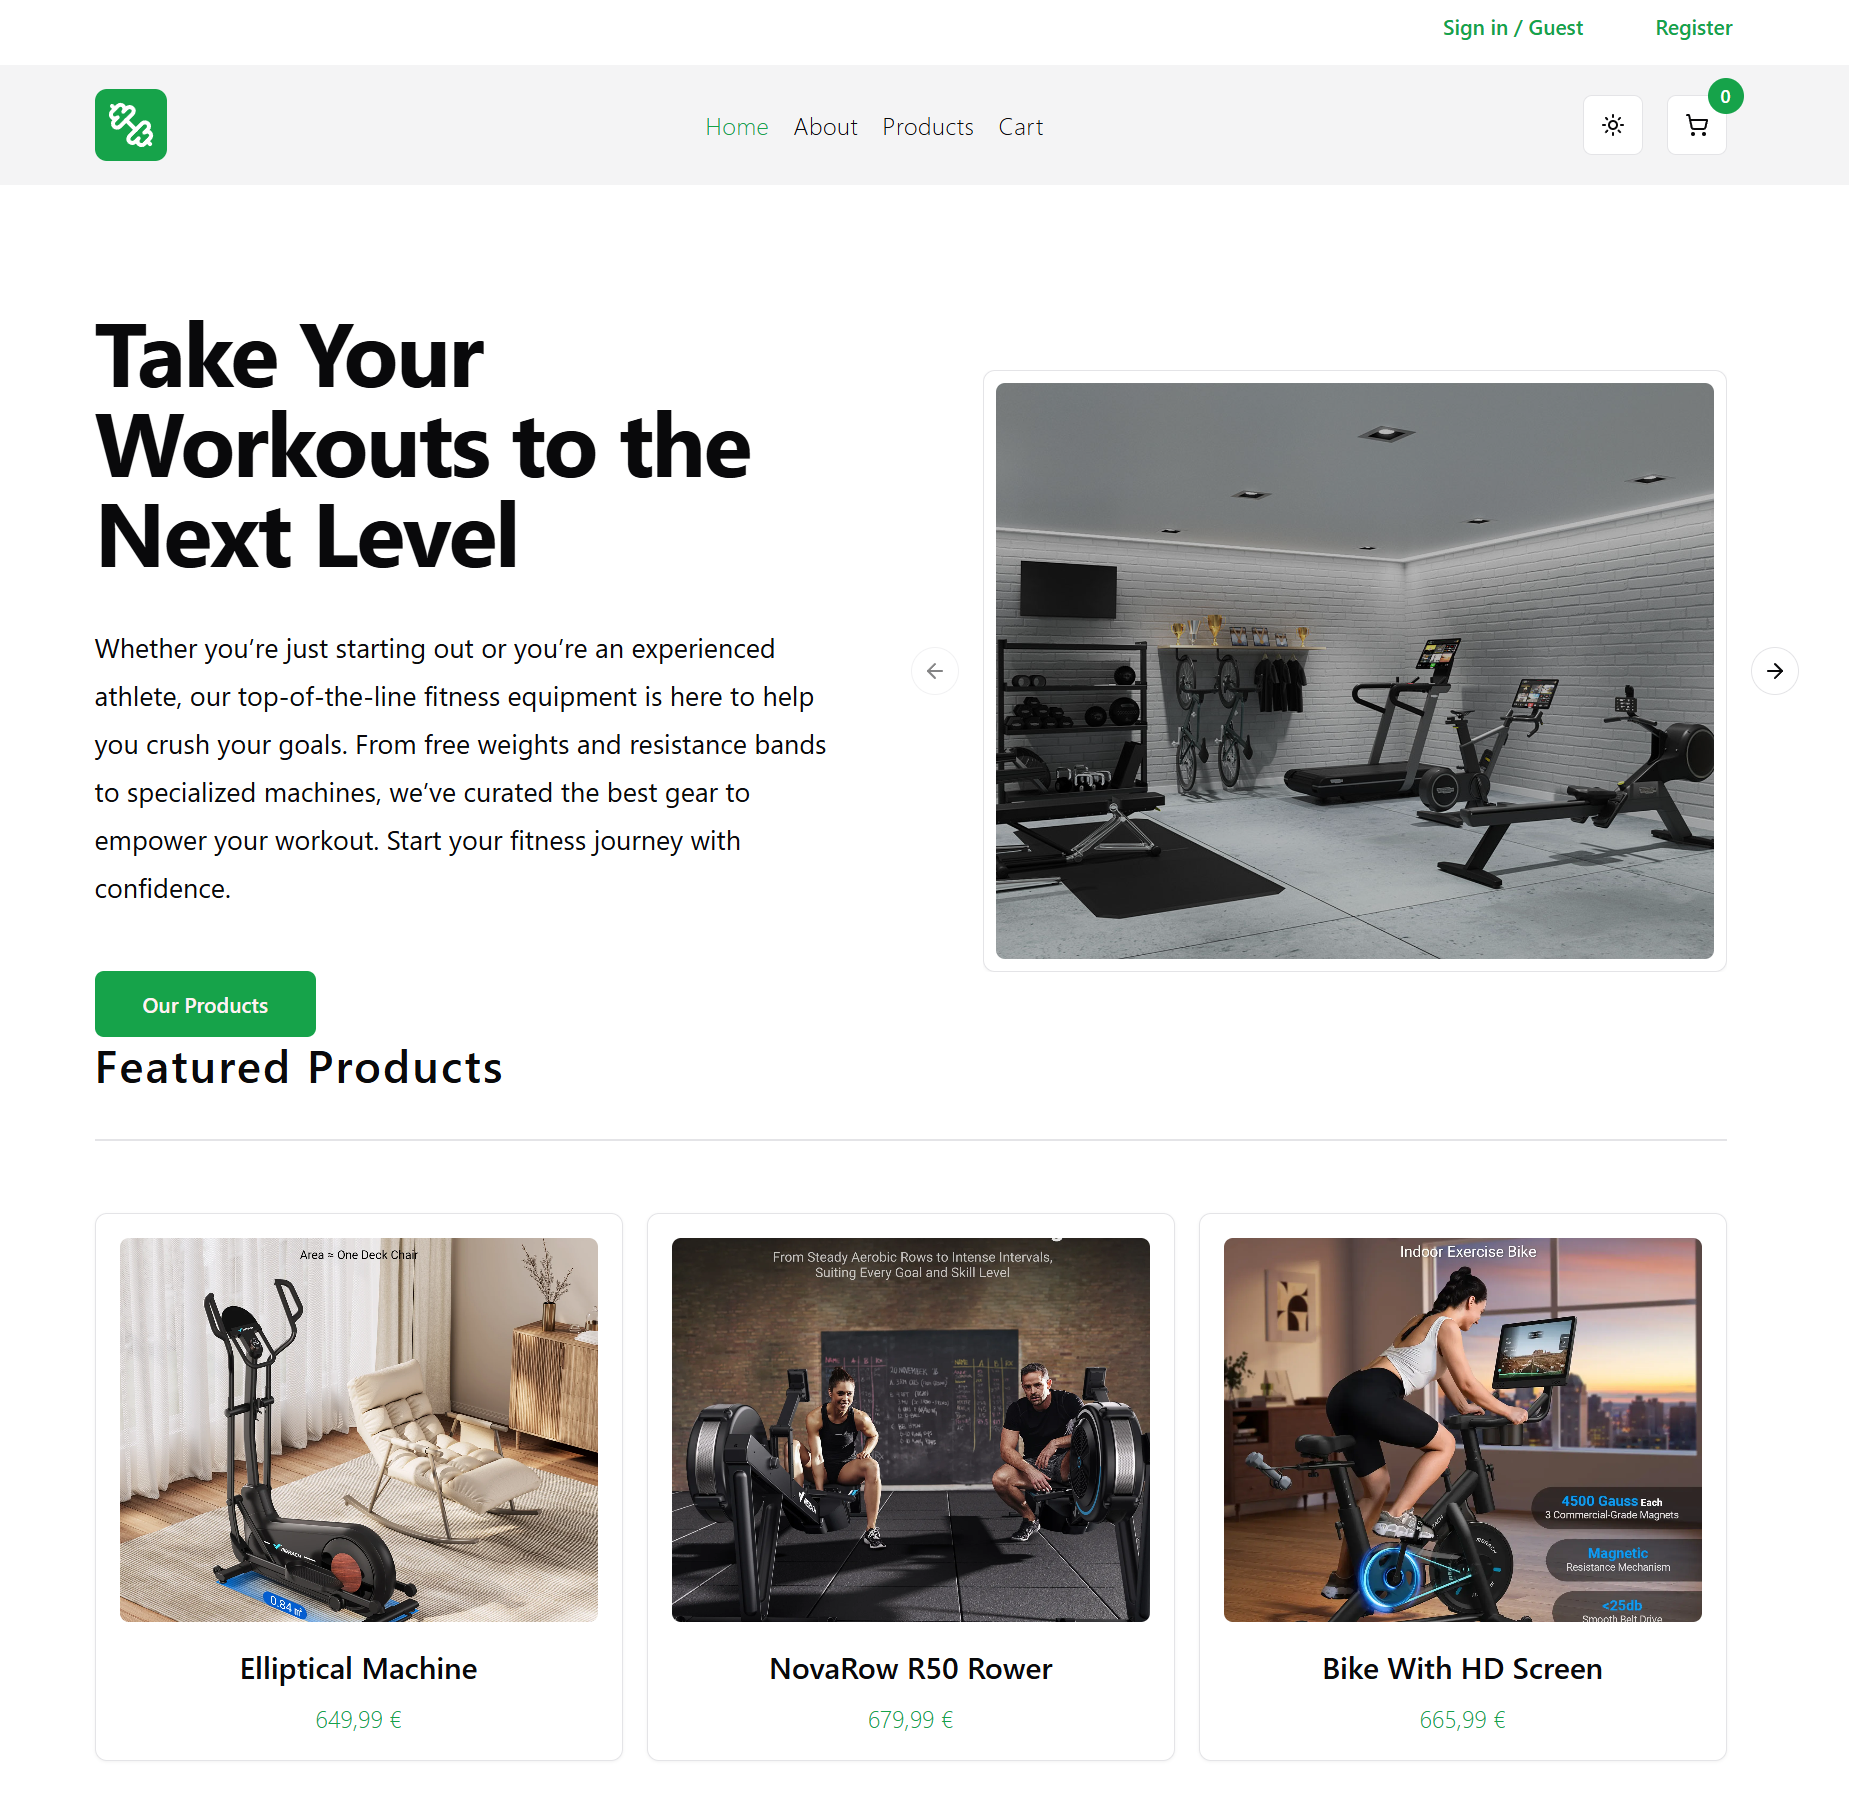 Sign in / Guest
Register
Home
About
Products
Cart
0
Take Your
Workouts to the
Next Level
Whether you’re just starting out or you’re an experienced
athlete, our top-of-the-line fitness equipment is here to help
you crush your goals. From free weights and resistance bands
to specialized machines, we’ve curated the best gear to
empower your workout. Start your fitness journey with
confidence.
Our Products
Featured Products
Area ≈ One Deck Chair
0.84 ㎡
Elliptical Machine
649,99 €
From Steady Aerobic Rows to Intense Intervals,
Suiting Every Goal and Skill Level
NovaRow R50 Rower
679,99 €
Indoor Exercise Bike
4500 Gauss Each
3 Commercial-Grade Magnets
Magnetic
Resistance Mechanism
<25db
Smooth Belt Drive
Bike With HD Screen
665,99 €